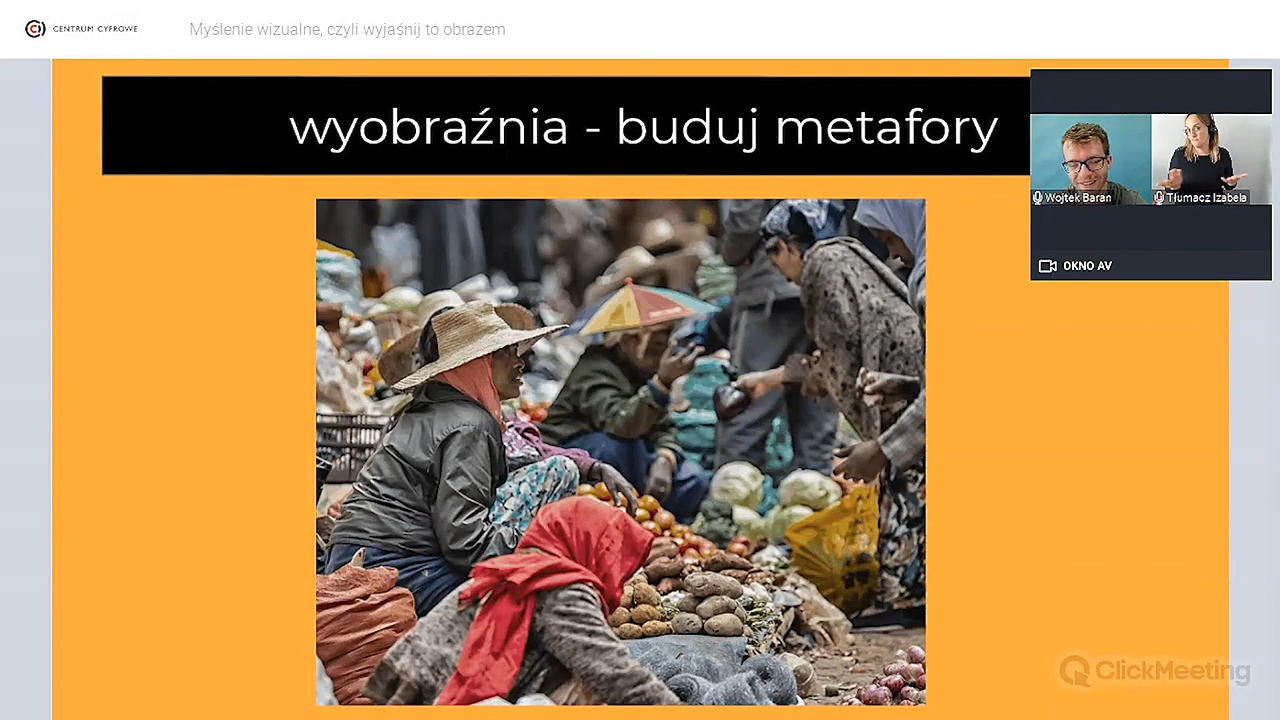 CENTRUM CYFROWE
Myślenie wizualne, czyli wyjaśnij to obrazem
wyobraźnia - buduj metafory
Wojtek Baran
Tłumacz Izabela
OKNO AV
ClickMeeting